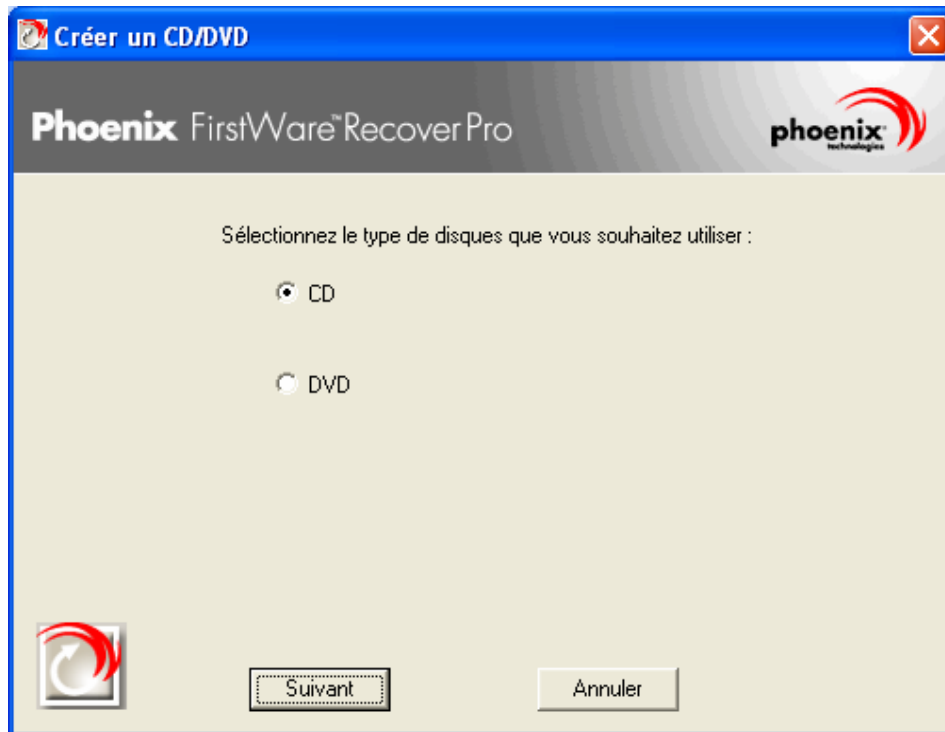 Créer un CD/DVD
Phoenix FirstWare™ Recover Pro
phoenix
technologies
Sélectionnez le type de disques que vous souhaitez utiliser :
CD
DVD
Suivant
Annuler